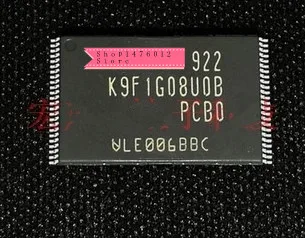 Shop1476012
Store
922
K9F1G08U0B
PCB0
VLE006BBC